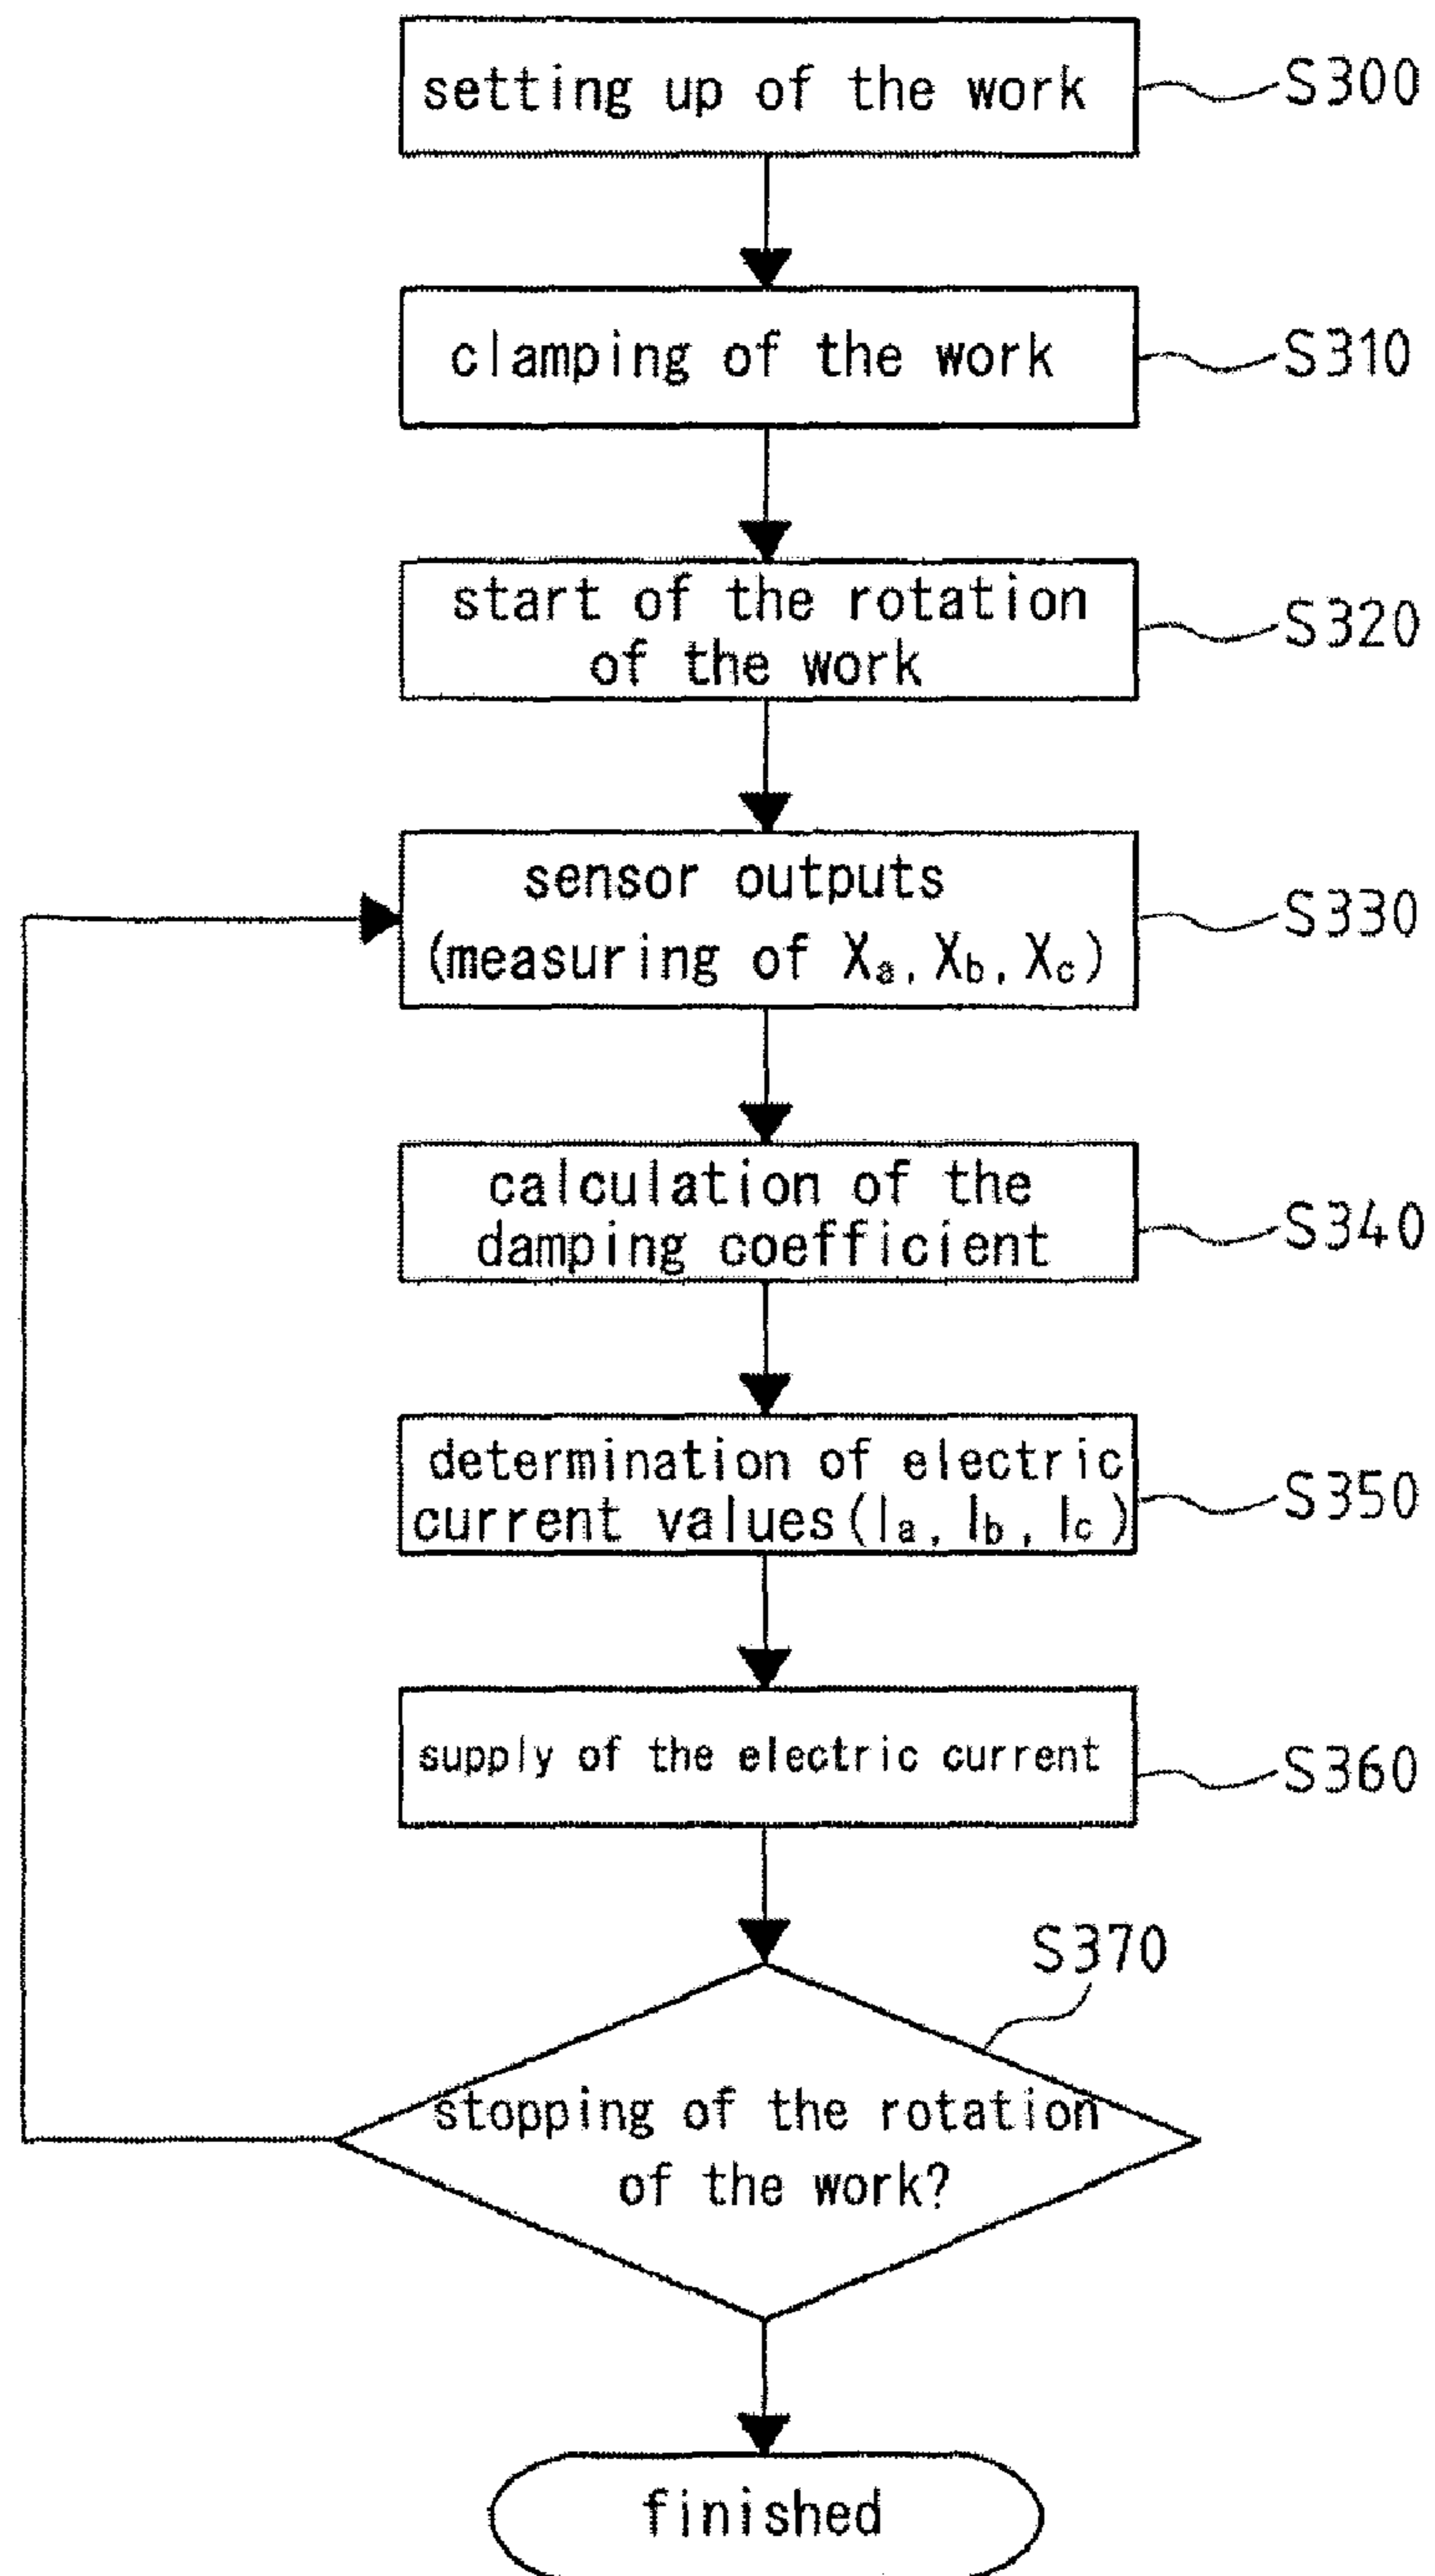 setting up of the work
S300
clamping of the work
S310
start of the rotation
of the work
S320
sensor outputs
(measuring of Xa, Xb, Xc)
S330
calculation of the
damping coefficient
S340
determination of electric
current values(Ia, Ib, Ic)
S350
supply of the electric current
S360
S370
stopping of the rotation
of the work?
finished